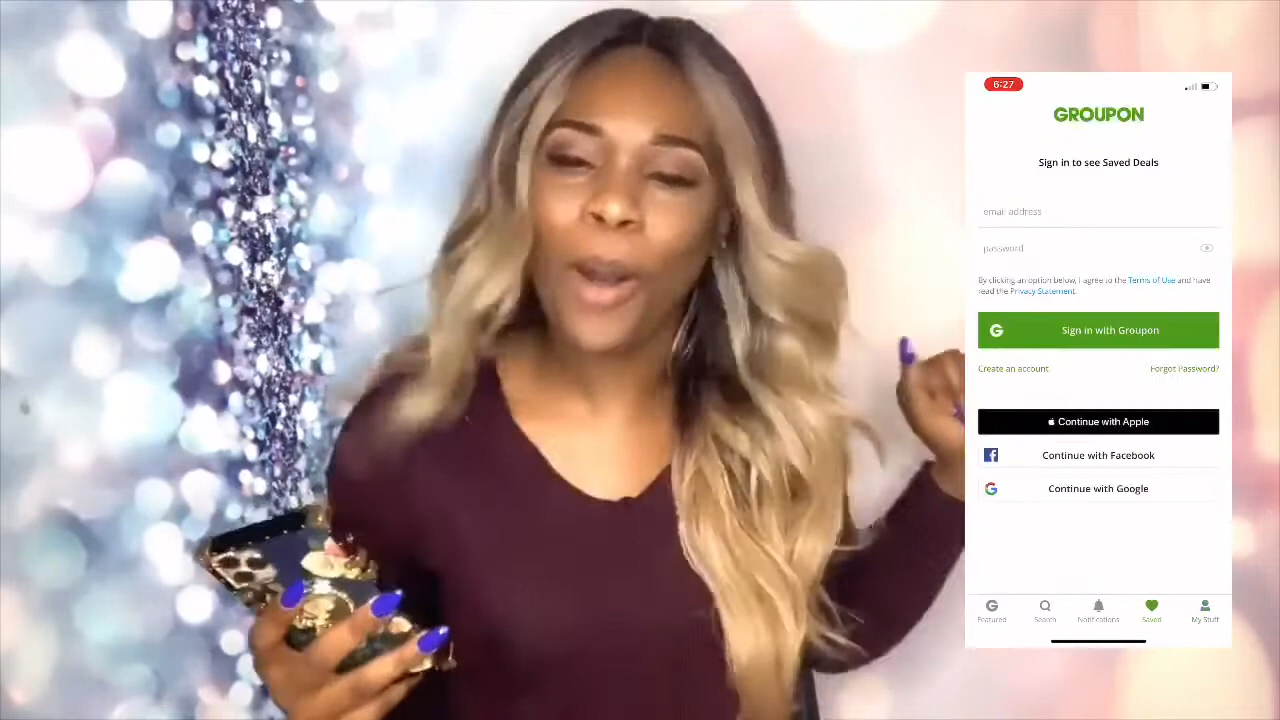 6:27
GROUPON
Sign in to see Saved Deals
email address
password
By clicking an option below, I agree to the Terms of Use and have
read the Privacy Statement.
G Sign in with Groupon
Create an account Forgot Password?
Continue with Apple
Continue with Facebook
Continue with Google
Featured Search Notifications Saved My Stuff